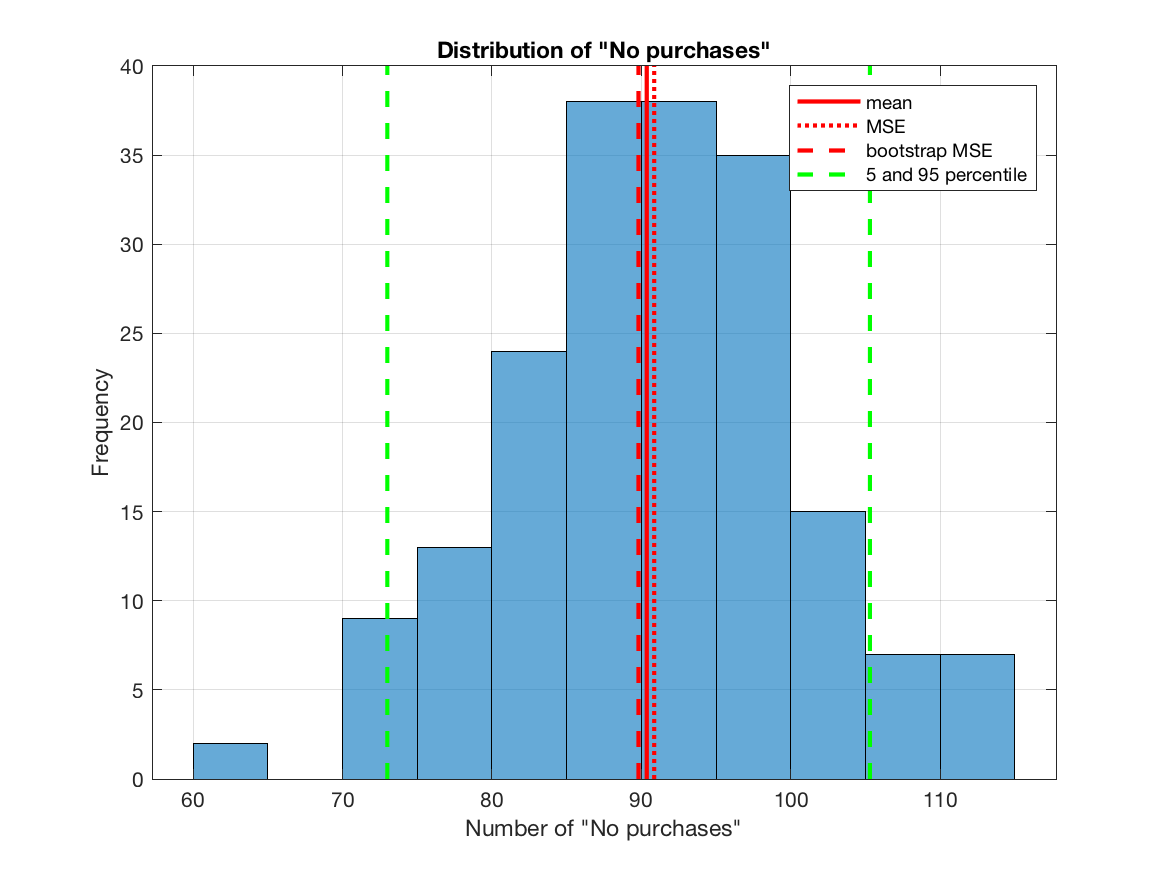 Distribution of "No purchases"
40
35
30
25
20
15
10
5
0
Frequency
mean
MSE
bootstrap MSE
5 and 95 percentile
60 70 80 90 100 110
Number of "No purchases"